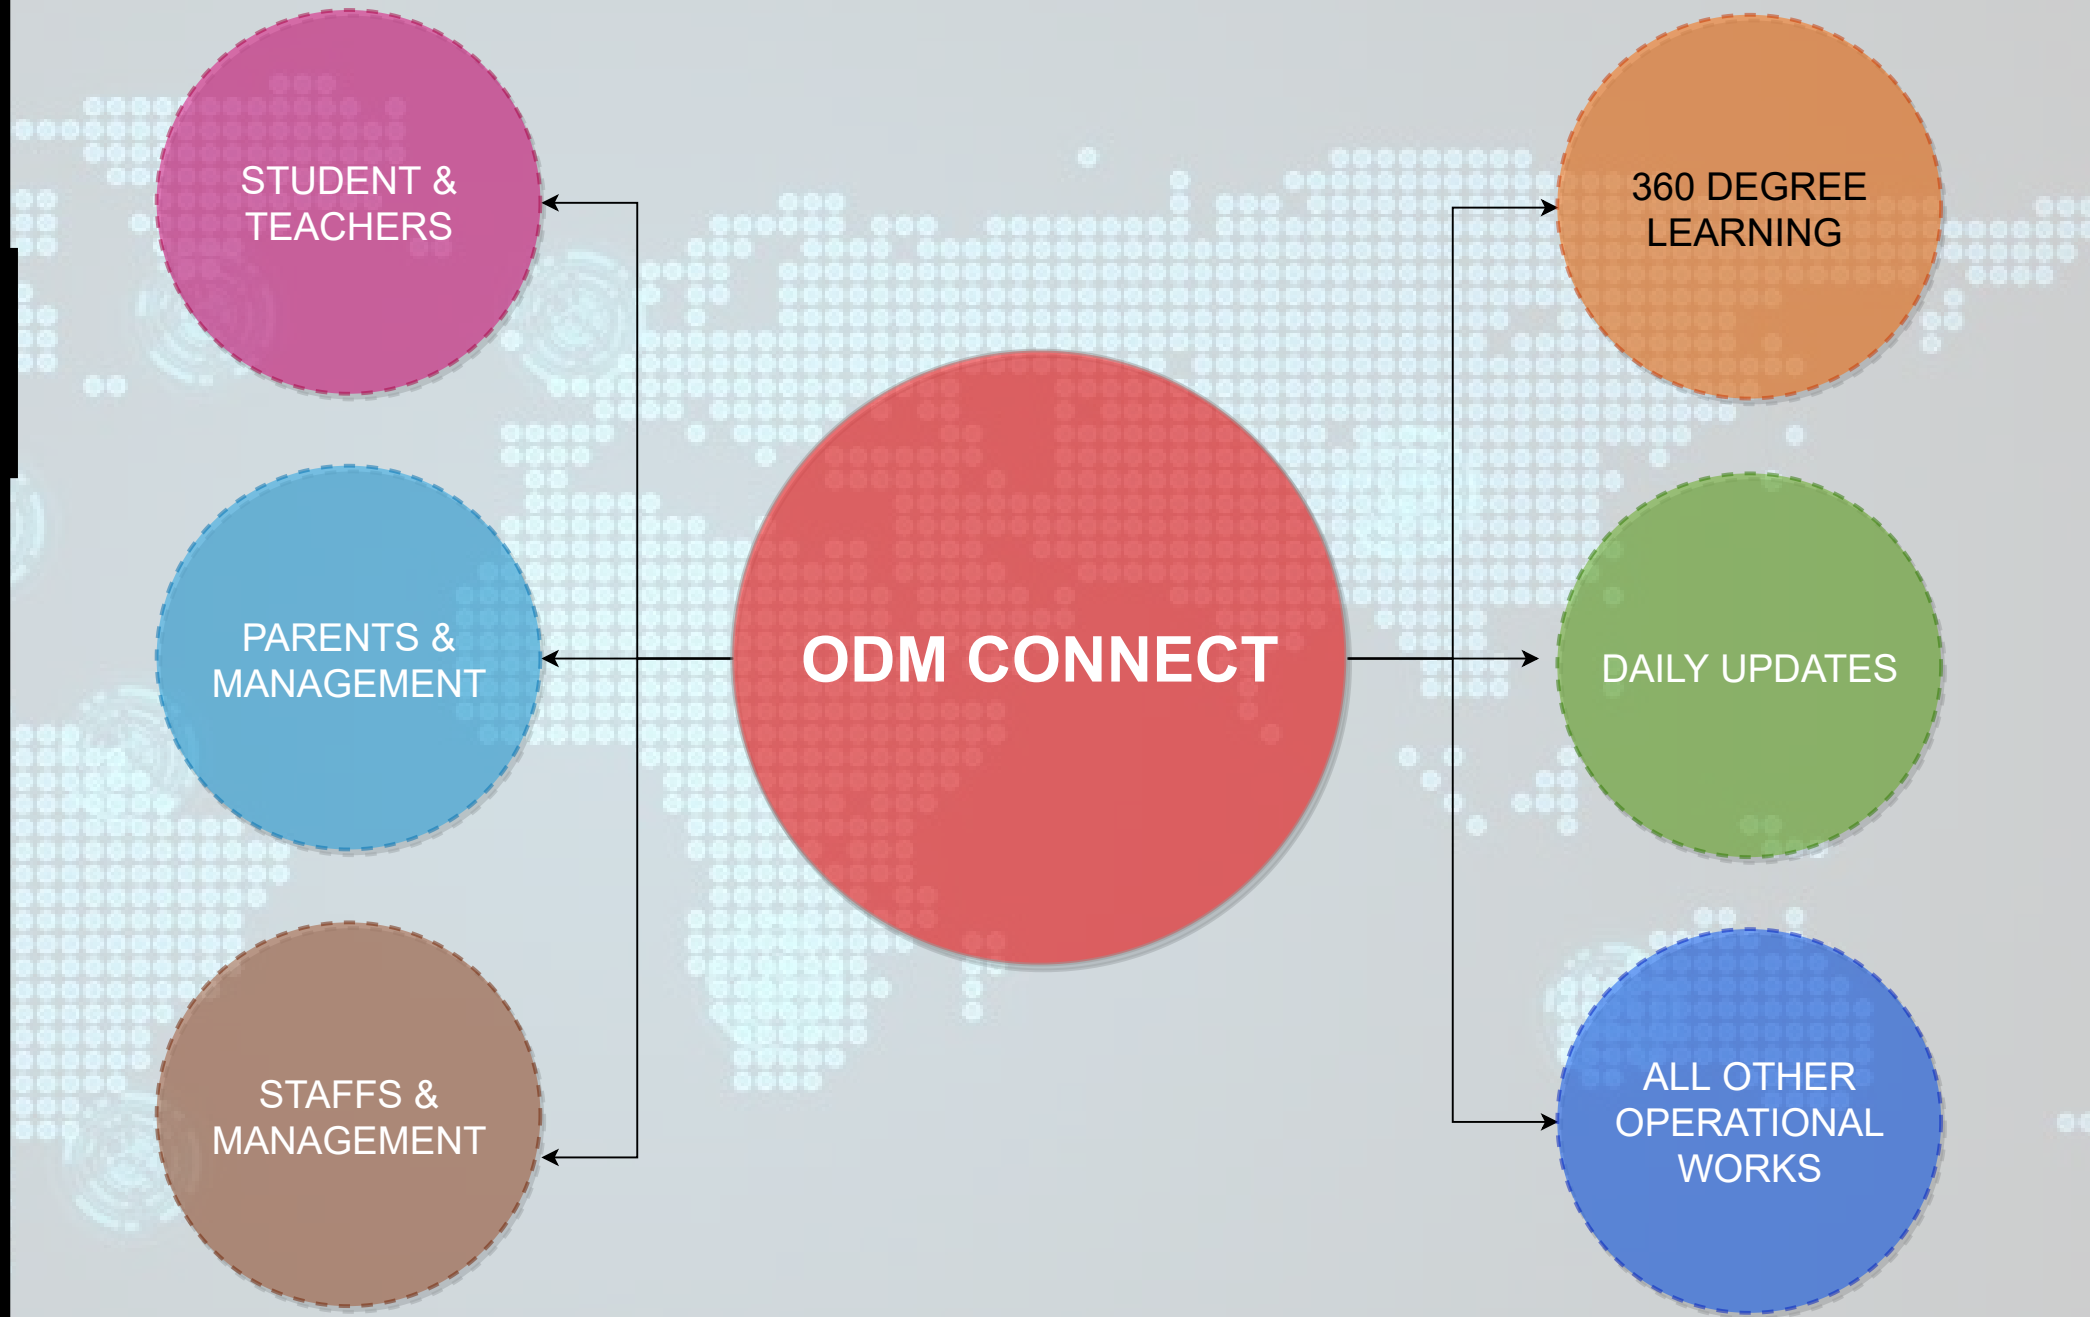 STUDENT &
TEACHERS
PARENTS &
MANAGEMENT
STAFFS &
MANAGEMENT
ODM CONNECT
360 DEGREE
LEARNING
DAILY UPDATES
ALL OTHER
OPERATIONAL
WORKS